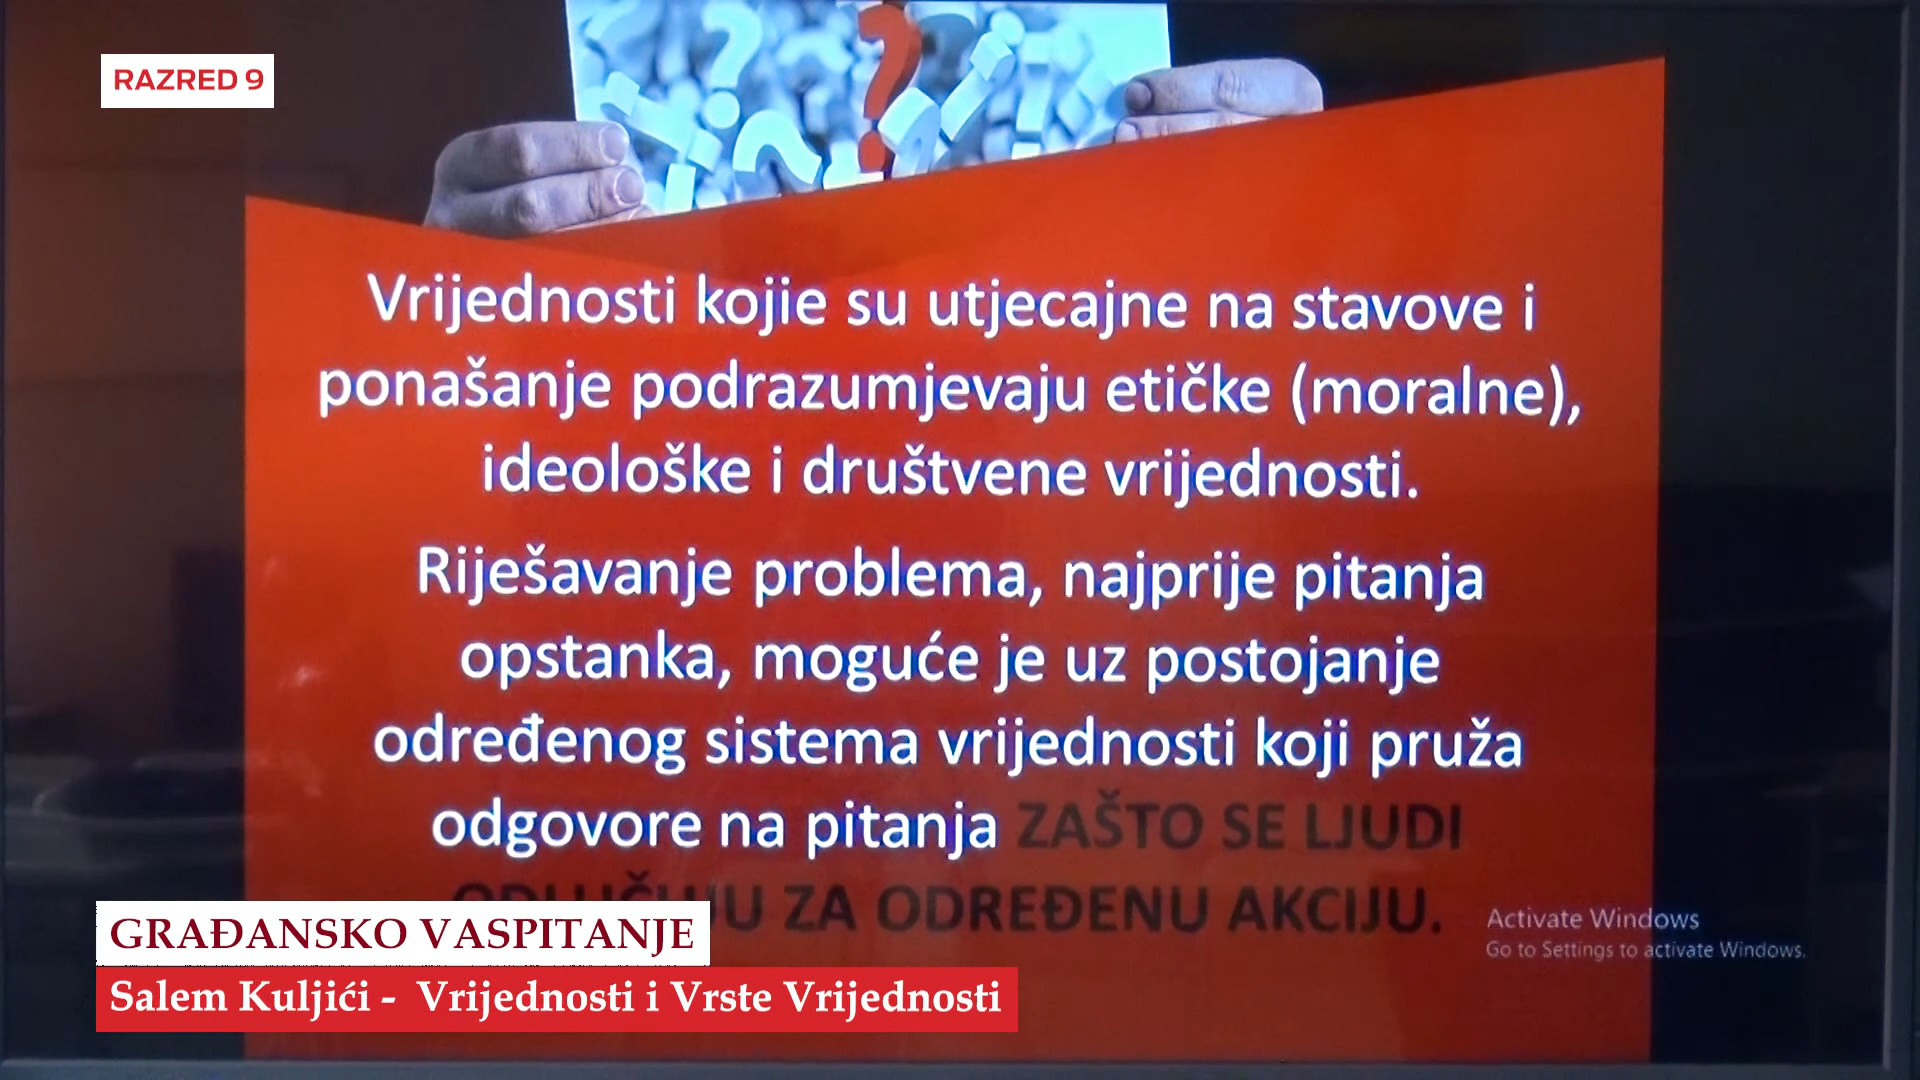 RAZRED 9
Vrijednosti kojie su utjecajne na stavove i
ponašanje podrazumjevaju etičke (moralne),
ideološke i društvene vrijednosti.
Riješavanje problema, najprije pitanja
opstanka, moguće je uz postojanje
određenog sistema vrijednosti koji pruža
odgovore na pitanja ZAŠTO SE LJUDI
ZA ODREĐENU AKCIJU.
Activate Windows
Go to Settings to activate Windows.
GRAĐANSKO VASPITANJE
Salem Kuljići - Vrijednosti i Vrste Vrijednosti